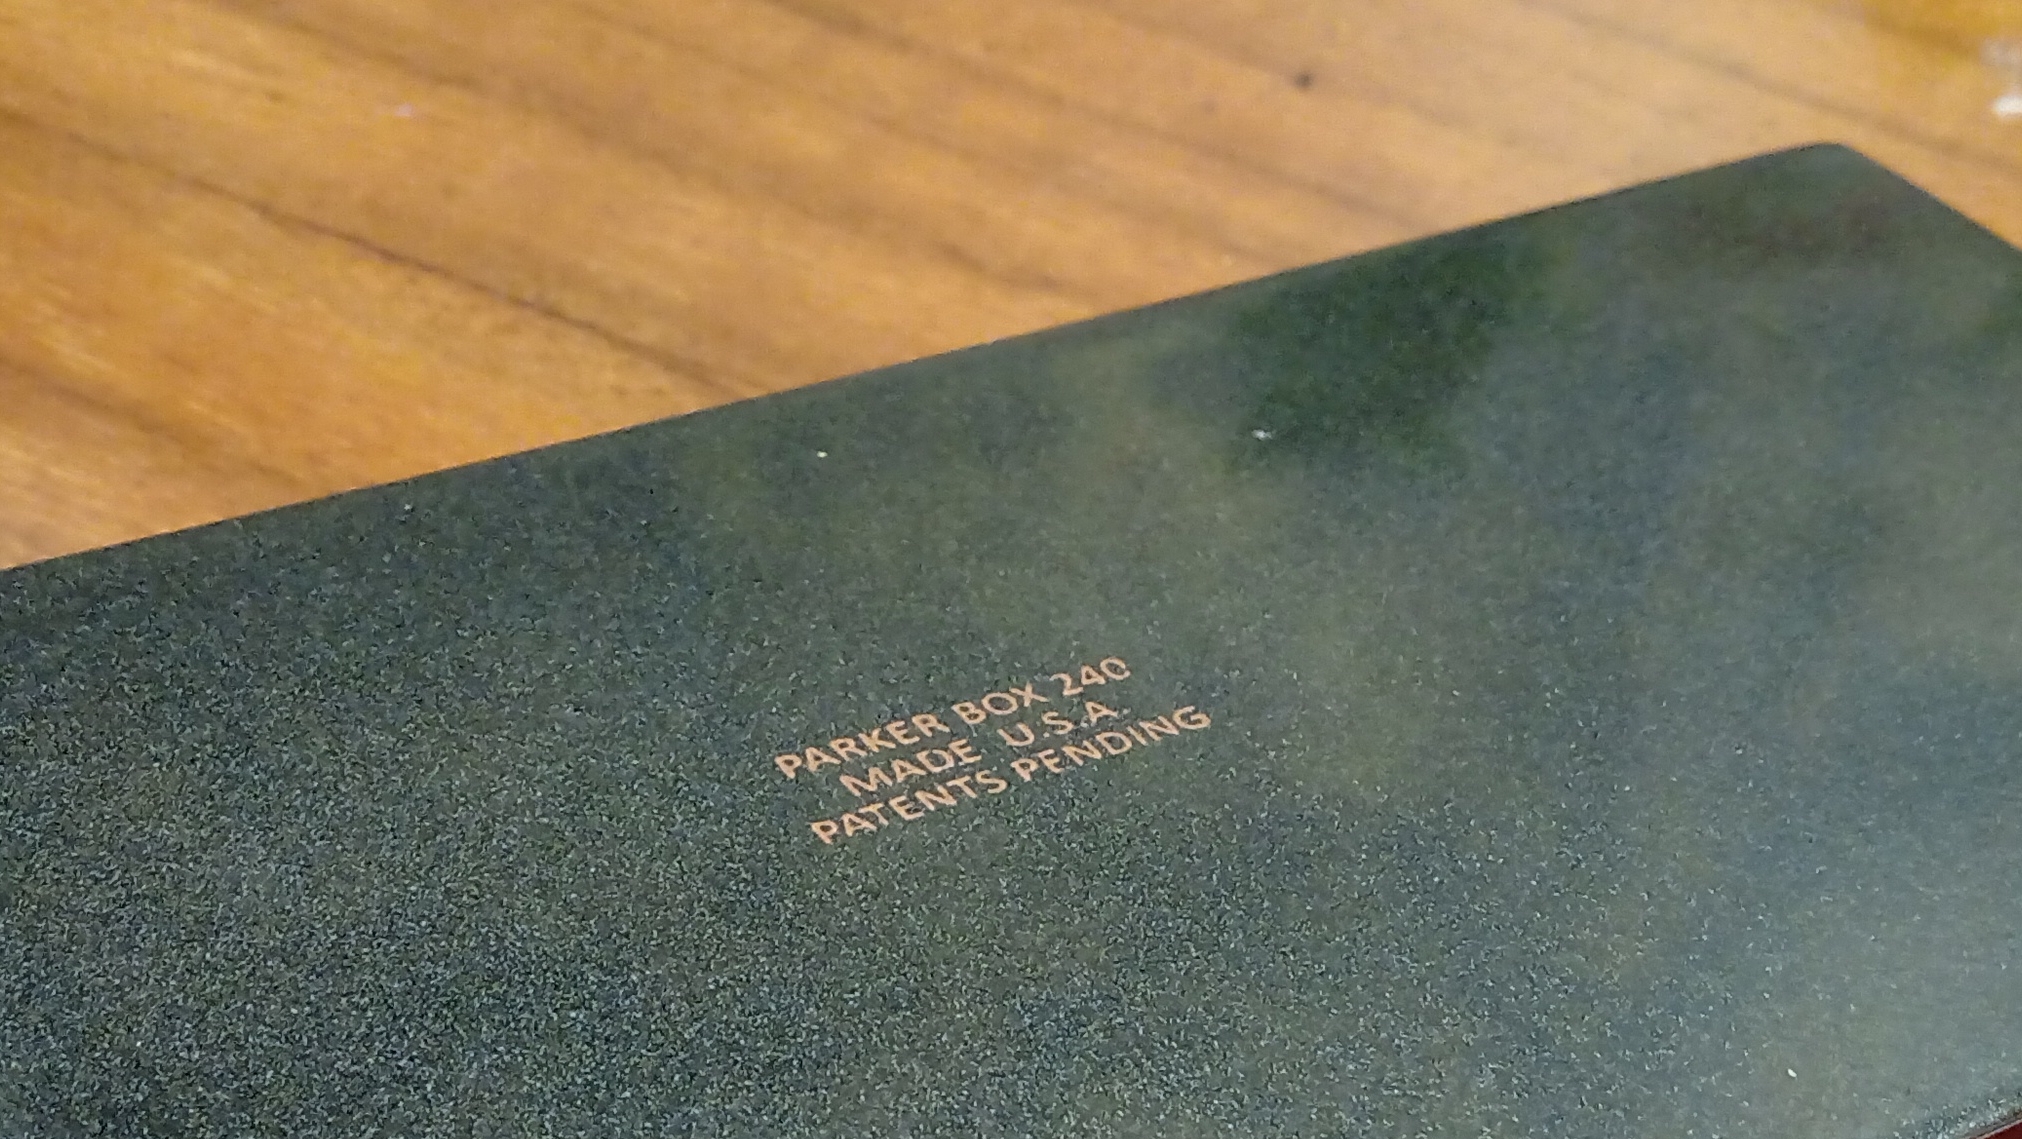 PARKER BOX 240
MADE U.S.A.
PATENTS PENDING